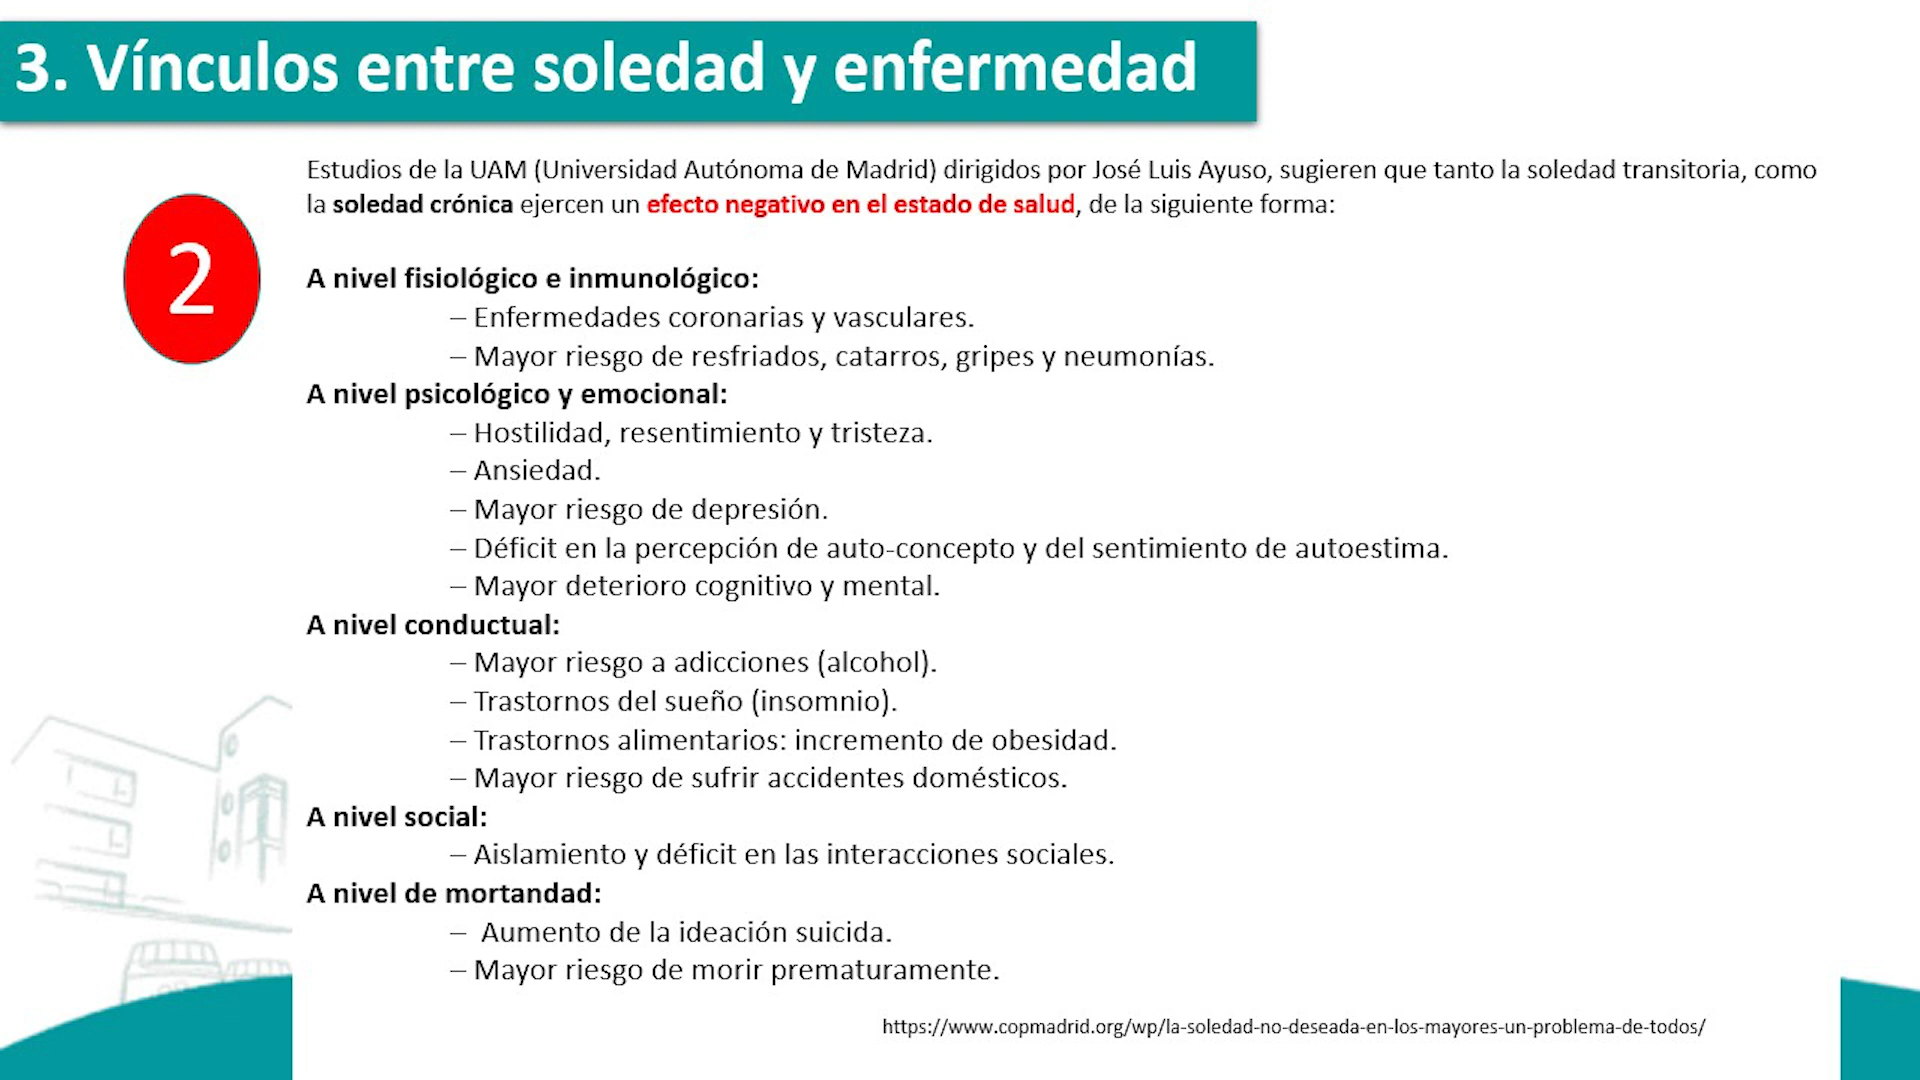 3. Vínculos entre soledad y enfermedad
Estudios de la UAM (Universidad Autónoma de Madrid) dirigidos por José Luis Ayuso, sugieren que tanto la soledad transitoria, como
la soledad crónica ejercen un efecto negativo en el estado de salud, de la siguiente forma:
2
A nivel fisiológico e inmunológico:
– Enfermedades coronarias y vasculares.
– Mayor riesgo de resfriados, catarros, gripes y neumonías.
A nivel psicológico y emocional:
– Hostilidad, resentimiento y tristeza.
– Ansiedad.
– Mayor riesgo de depresión.
– Déficit en la percepción de auto-concepto y del sentimiento de autoestima.
– Mayor deterioro cognitivo y mental.
A nivel conductual:
– Mayor riesgo a adicciones (alcohol).
– Trastornos del sueño (insomnio).
– Trastornos alimentarios: incremento de obesidad.
– Mayor riesgo de sufrir accidentes domésticos.
A nivel social:
– Aislamiento y déficit en las interacciones sociales.
A nivel de mortandad:
– Aumento de la ideación suicida.
– Mayor riesgo de morir prematuramente.
https://www.copmadrid.org/wp/la-soledad-no-deseada-en-los-mayores-un-problema-de-todos/